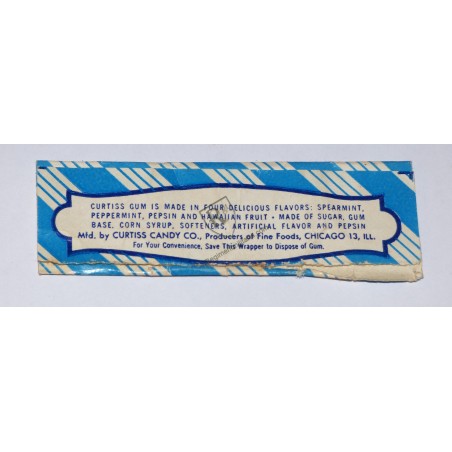 CURTISS GUM IS MADE IN FOUR DELICIOUS FLAVORS: SPEARMINT,
PEPPERMINT, PEPSIN AND HAWAIIAN FRUIT • MADE OF SUGAR, GUM
BASE, CORN SYRUP, SOFTENERS, ARTIFICIAL FLAVOR AND PEPSIN
Mfd. by CURTISS CANDY CO., Producers of Fine Foods, CHICAGO 13, ILL.
For Your Convenience, Save This Wrapper to Dispose of Gum.